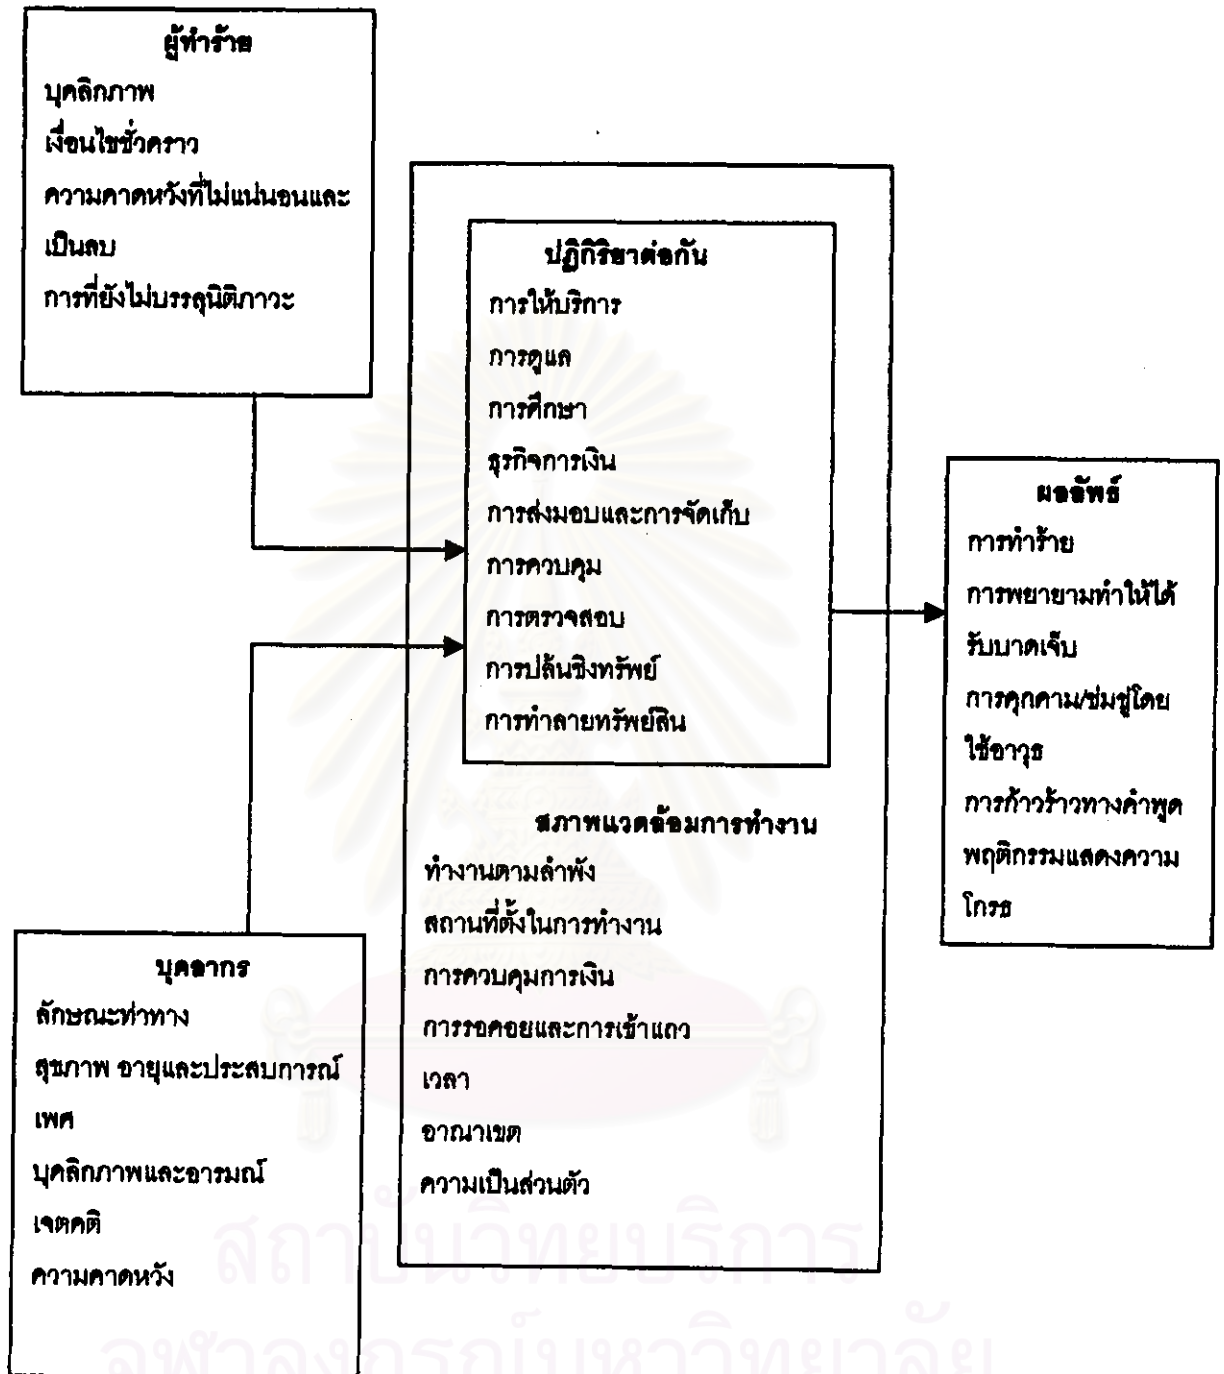 ผู้ทำร้าย
บุคลิกภาพ
เงื่อนไขชั่วคราว
ความคาดหวังที่ไม่แน่นอนและ
เป็นลบ
การที่ยังไม่บรรลุนิติภาวะ
ปฏิกิริยาต่อกัน
การให้บริการ
การดูแล
การศึกษา
ธุรกิจการเงิน
การส่งมอบและการจัดเก็บ
การควบคุม
การตรวจสอบ
การปล้นชิงทรัพย์
การทำลายทรัพย์สิน
สภาพแวดล้อมการทำงาน
ทำงานตามลำพัง
สถานที่ตั้งในการทำงาน
การควบคุมการเงิน
การรอคอยและการเข้าแถว
เวลา
อาณาเขต
ความเป็นส่วนตัว
ผลลัพธ์
การทำร้าย
การพยายามทำให้ได้
รับบาดเจ็บ
การคุกคาม/ข่มขู่โดย
ใช้อาวุธ
การก้าวร้าวทางคำพูด
พฤติกรรมแสดงความ
โกรธ
บุคลากร
ลักษณะท่าทาง
สุขภาพ อายุและประสบการณ์
เพศ
บุคลิกภาพและอารมณ์
เจตคติ
ความคาดหวัง
สถาบันวิทยบริการ
จุฬาลงกรณ์มหาวิทยาลัย